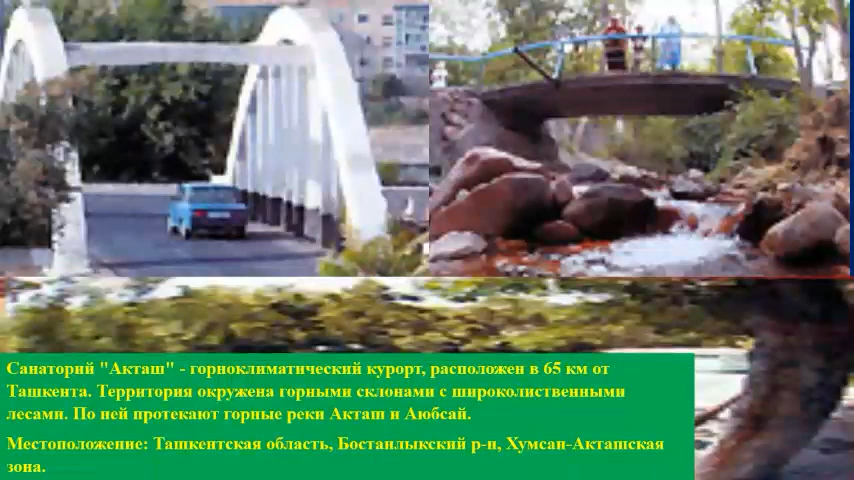 Санаторий "Акташ" - горноклиматический курорт, расположен в 65 км от
Ташкента. Территория окружена горными склонами с широколиственными
лесами. По ней протекают горные реки Акташ и Аюбсай.
Местоположение: Ташкентская область, Бостанлыкский р-н, Хумсан-Акташская
зона.